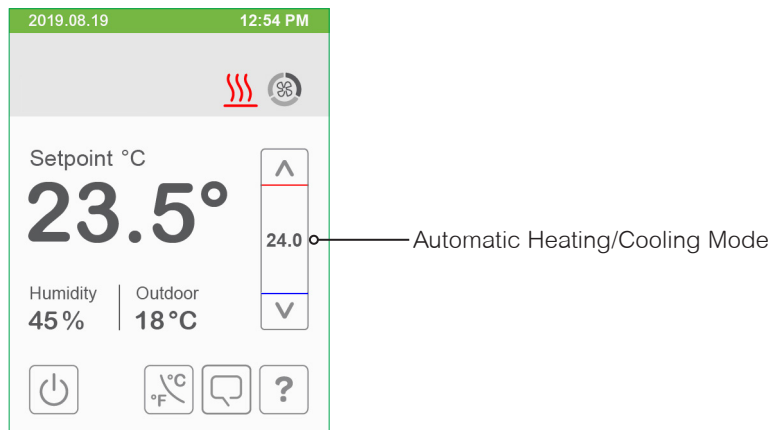 2019.08.19 12:54 PM
Setpoint °C
23.5°
24.0
Automatic Heating/Cooling Mode
Humidity Outdoor
45% 18°C
°C
°F
?